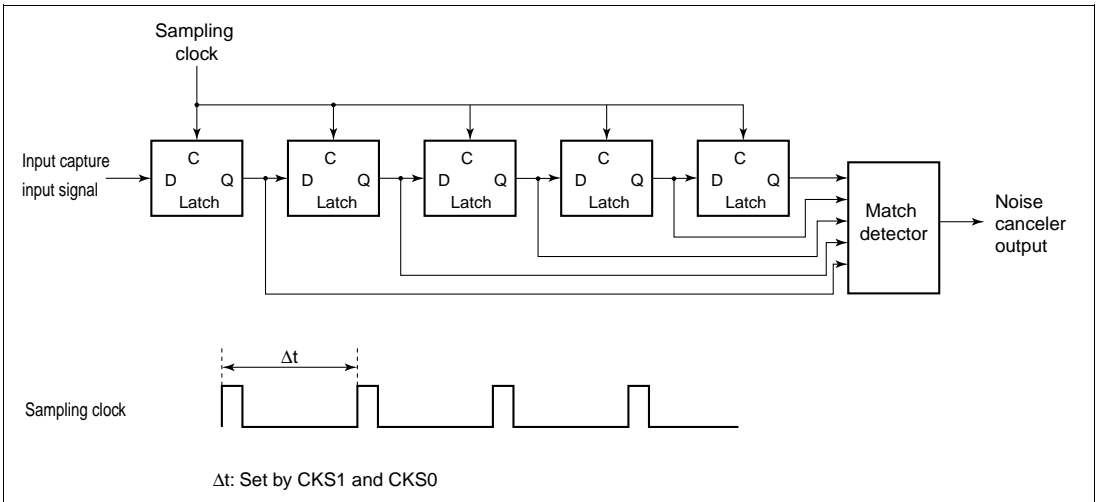 Sampling
clock
C
D Q
Latch
C
D Q
Latch
C
D Q
Latch
C
D Q
Latch
C
D Q
Latch
Input capture
input signal
Match
detector
Noise
canceler
output
Δt
Sampling clock
Δt: Set by CKS1 and CKS0